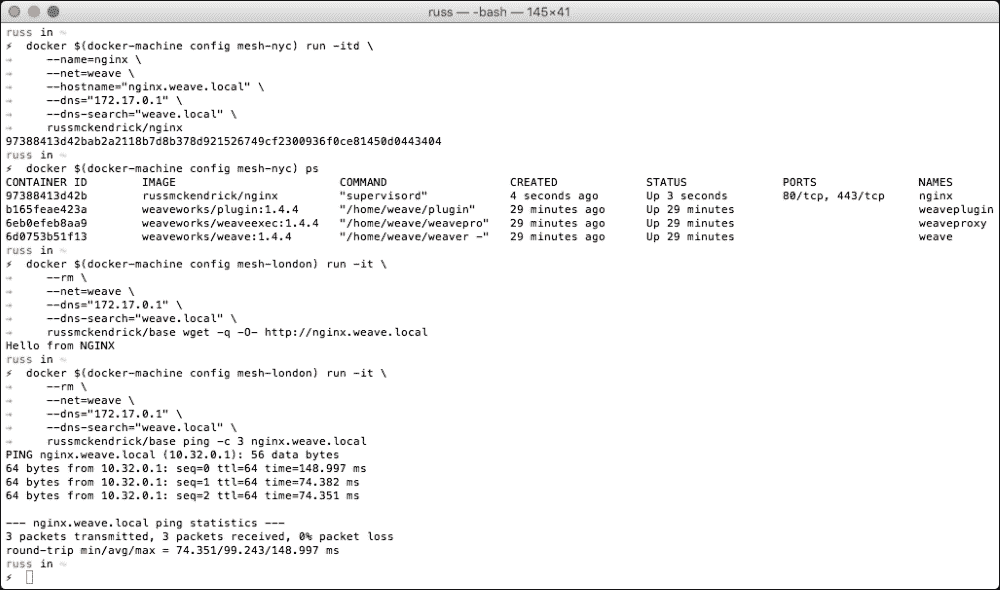 russ — -bash — 145×41
russ in ~
⚡ docker $(docker-machine config mesh-nyc) run -itd \
→ --name=nginx \
→ --net=weave \
→ --hostname="nginx.weave.local" \
→ --dns="172.17.0.1" \
→ --dns-search="weave.local" \
→ russmckendrick/nginx
97388413d42bab2a2118b7d8b378d921526749cf2300936f0ce81450d0443404
russ in ~
⚡ docker $(docker-machine config mesh-nyc) ps
CONTAINER ID IMAGE COMMAND CREATED STATUS PORTS NAMES
97388413d42b russmckendrick/nginx "supervisord" 4 seconds ago Up 3 seconds 80/tcp, 443/tcp nginx
b165feae423a weaveworks/plugin:1.4.4 "/home/weave/plugin" 29 minutes ago Up 29 minutes weaveplugin
6eb0efeb8aa9 weaveworks/weaveexec:1.4.4 "/home/weave/weavepro" 29 minutes ago Up 29 minutes weaveproxy
6d0753b51f13 weaveworks/weave:1.4.4 "/home/weave/weaver -" 29 minutes ago Up 29 minutes weave
russ in ~
⚡ docker $(docker-machine config mesh-london) run -it \
→ --rm \
→ --net=weave \
→ --dns="172.17.0.1" \
→ --dns-search="weave.local" \
→ russmckendrick/base wget -q -O- http://nginx.weave.local
Hello from NGINX
russ in ~
⚡ docker $(docker-machine config mesh-london) run -it \
→ --rm \
→ --net=weave \
→ --dns="172.17.0.1" \
→ --dns-search="weave.local" \
→ russmckendrick/base ping -c 3 nginx.weave.local
PING nginx.weave.local (10.32.0.1): 56 data bytes
64 bytes from 10.32.0.1: seq=0 ttl=64 time=148.997 ms
64 bytes from 10.32.0.1: seq=1 ttl=64 time=74.382 ms
64 bytes from 10.32.0.1: seq=2 ttl=64 time=74.351 ms
--- nginx.weave.local ping statistics ---
3 packets transmitted, 3 packets received, 0% packet loss
round-trip min/avg/max = 74.351/99.243/148.997 ms
russ in ~
⚡